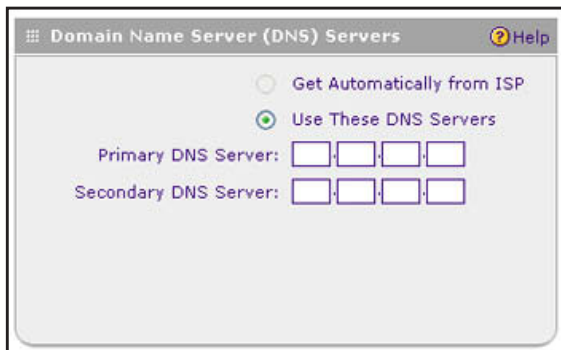 Domain Name Server (DNS) Servers ? Help
Get Automatically from ISP
Use These DNS Servers
Primary DNS Server: . . .
Secondary DNS Server: . . .